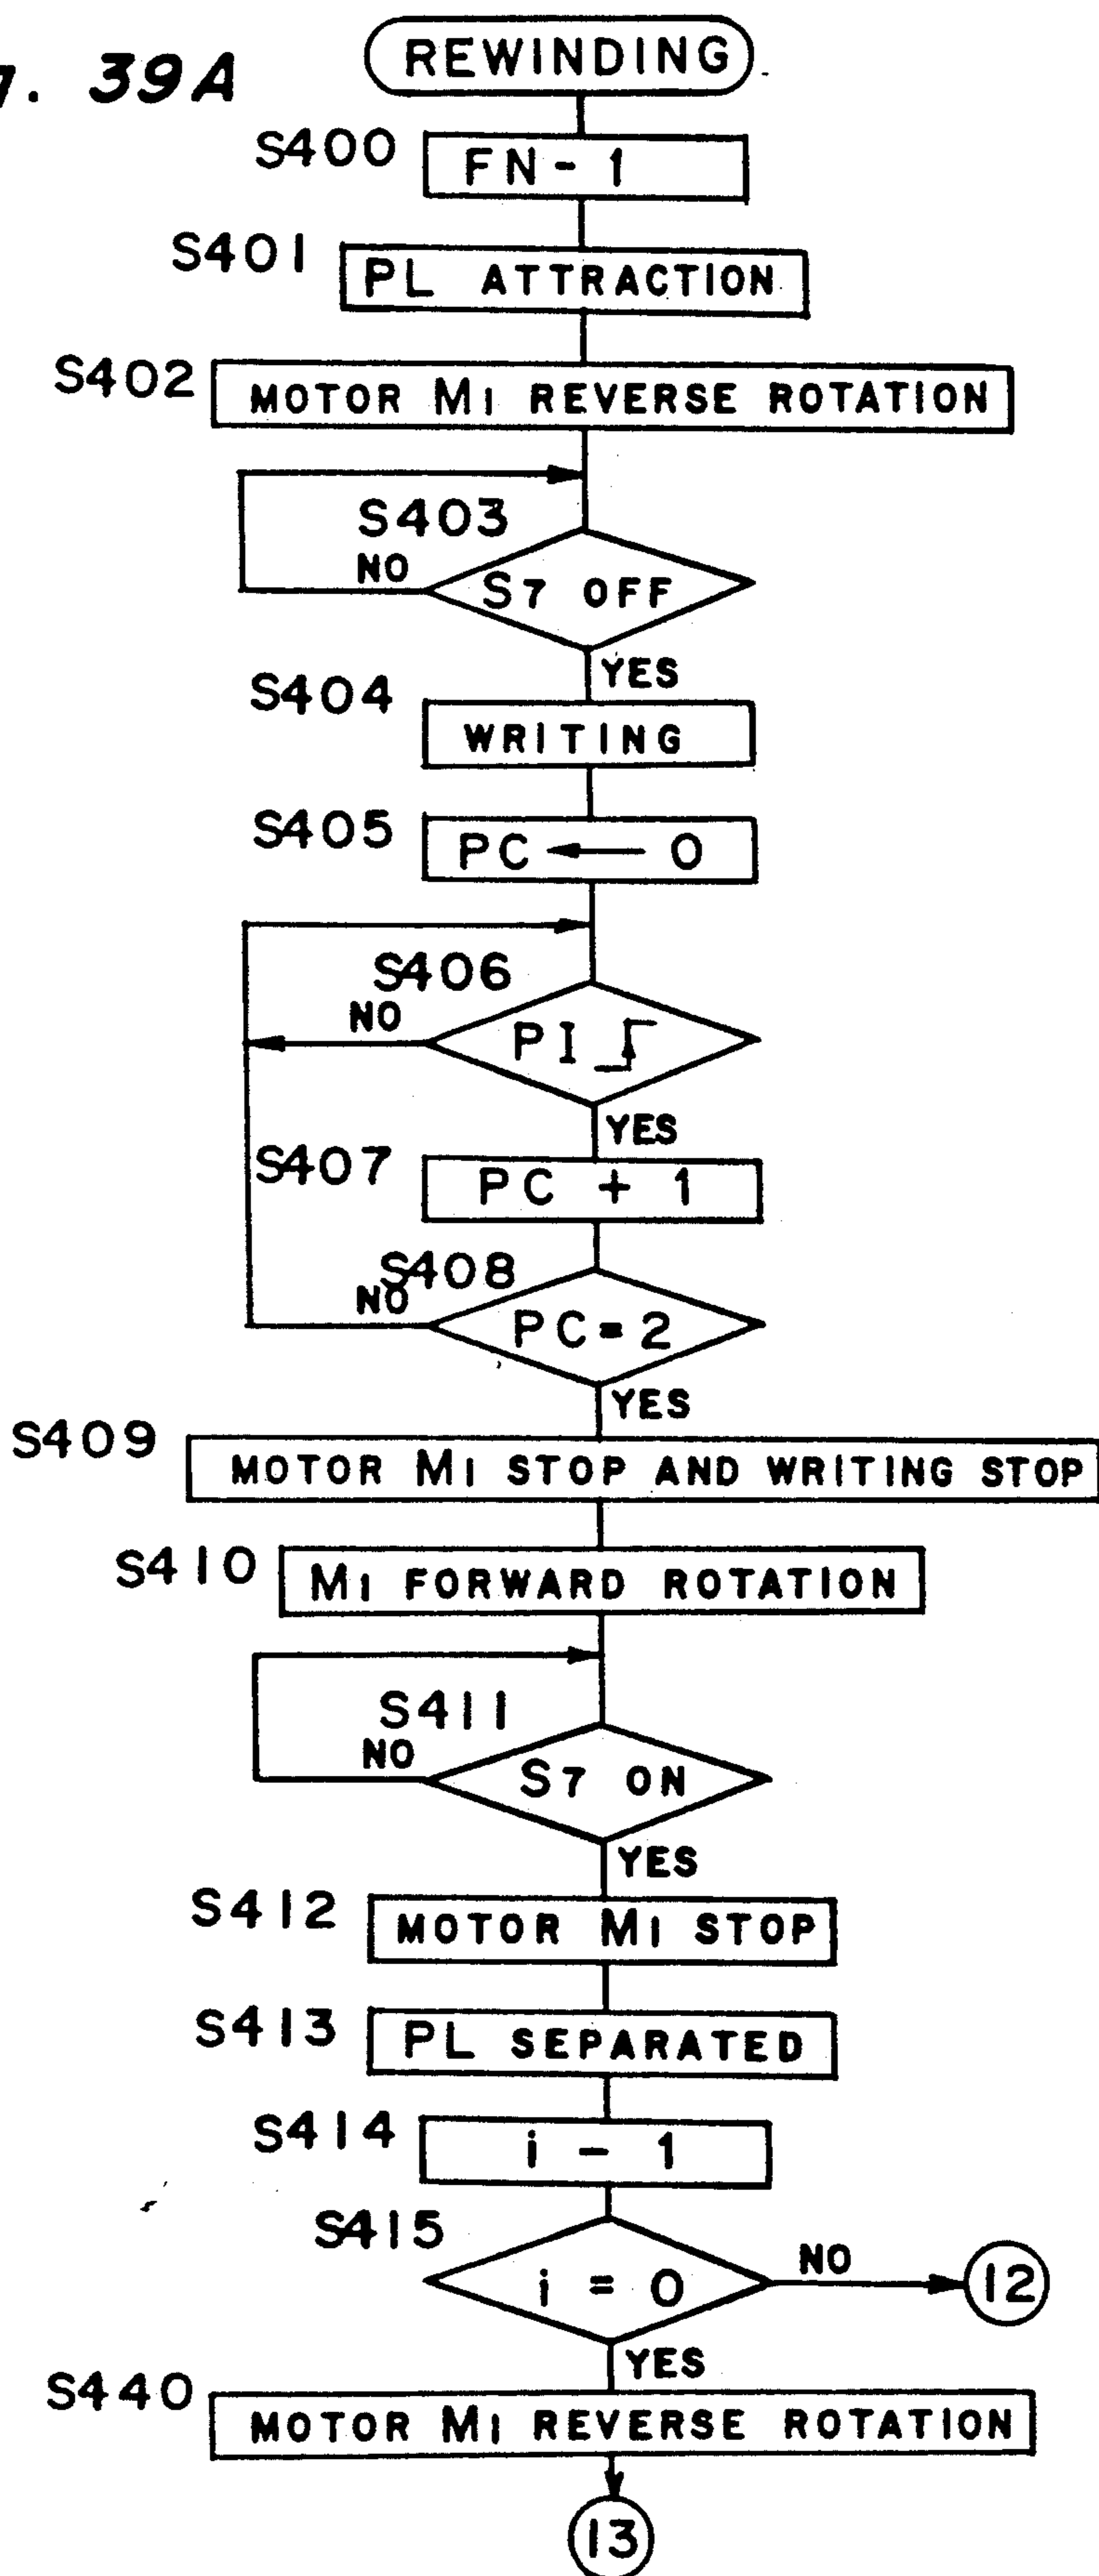 g. 39A
REWINDING
S400
FN-1
S401
PL ATTRACTION
S402
MOTOR M1 REVERSE ROTATION
S403
NO
S7 OFF
YES
S404
WRITING
S405
PC ← 0
S406
NO
PI
YES
S407
PC + 1
S408
NO
PC=2
YES
S409
MOTOR M1 STOP AND WRITING STOP
S410
M1 FORWARD ROTATION
S411
NO
S7 ON
YES
S412
MOTOR M1 STOP
S413
PL SEPARATED
S414
i - 1
S415
i = 0
NO
12
YES
S440
MOTOR M1 REVERSE ROTATION
13